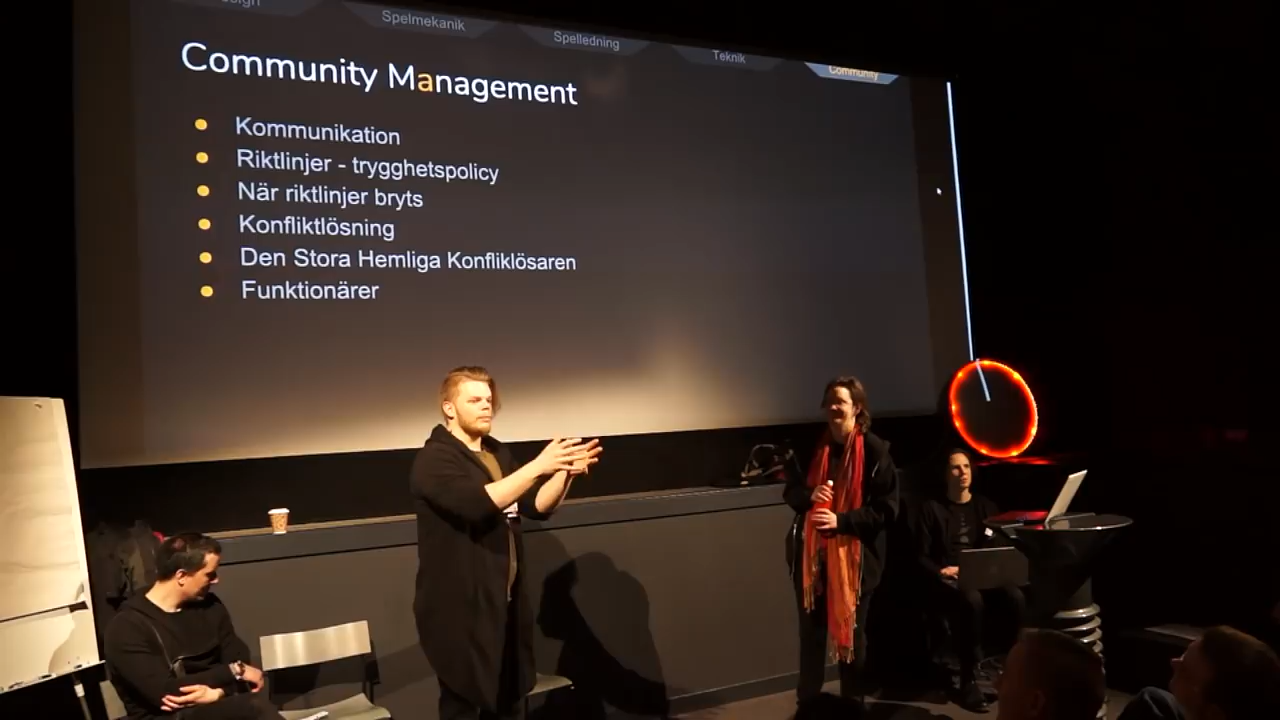 Spelmekanik
Spelledning
Teknik
Community
Community Management
Kommunikation
Riktlinjer - trygghetspolicy
När riktlinjer bryts
Konfliktlösning
Den Stora Hemliga Konfliklösaren
Funktionärer